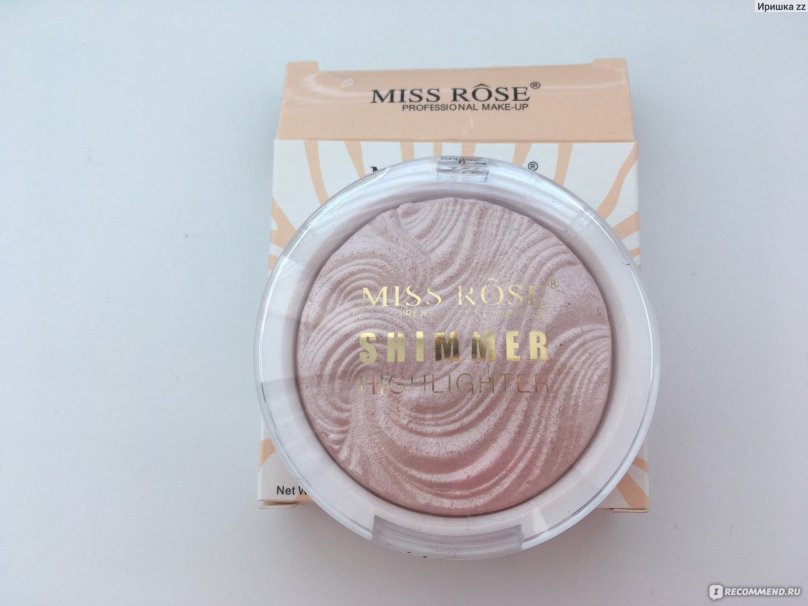 Иришка zz
MISS RÔSE®
PROFESSIONAL MAKE-UP
®
MISS RÔSE®
SHIMMER
HIGHLIGHTER
Net
I RECOMMEND.RU